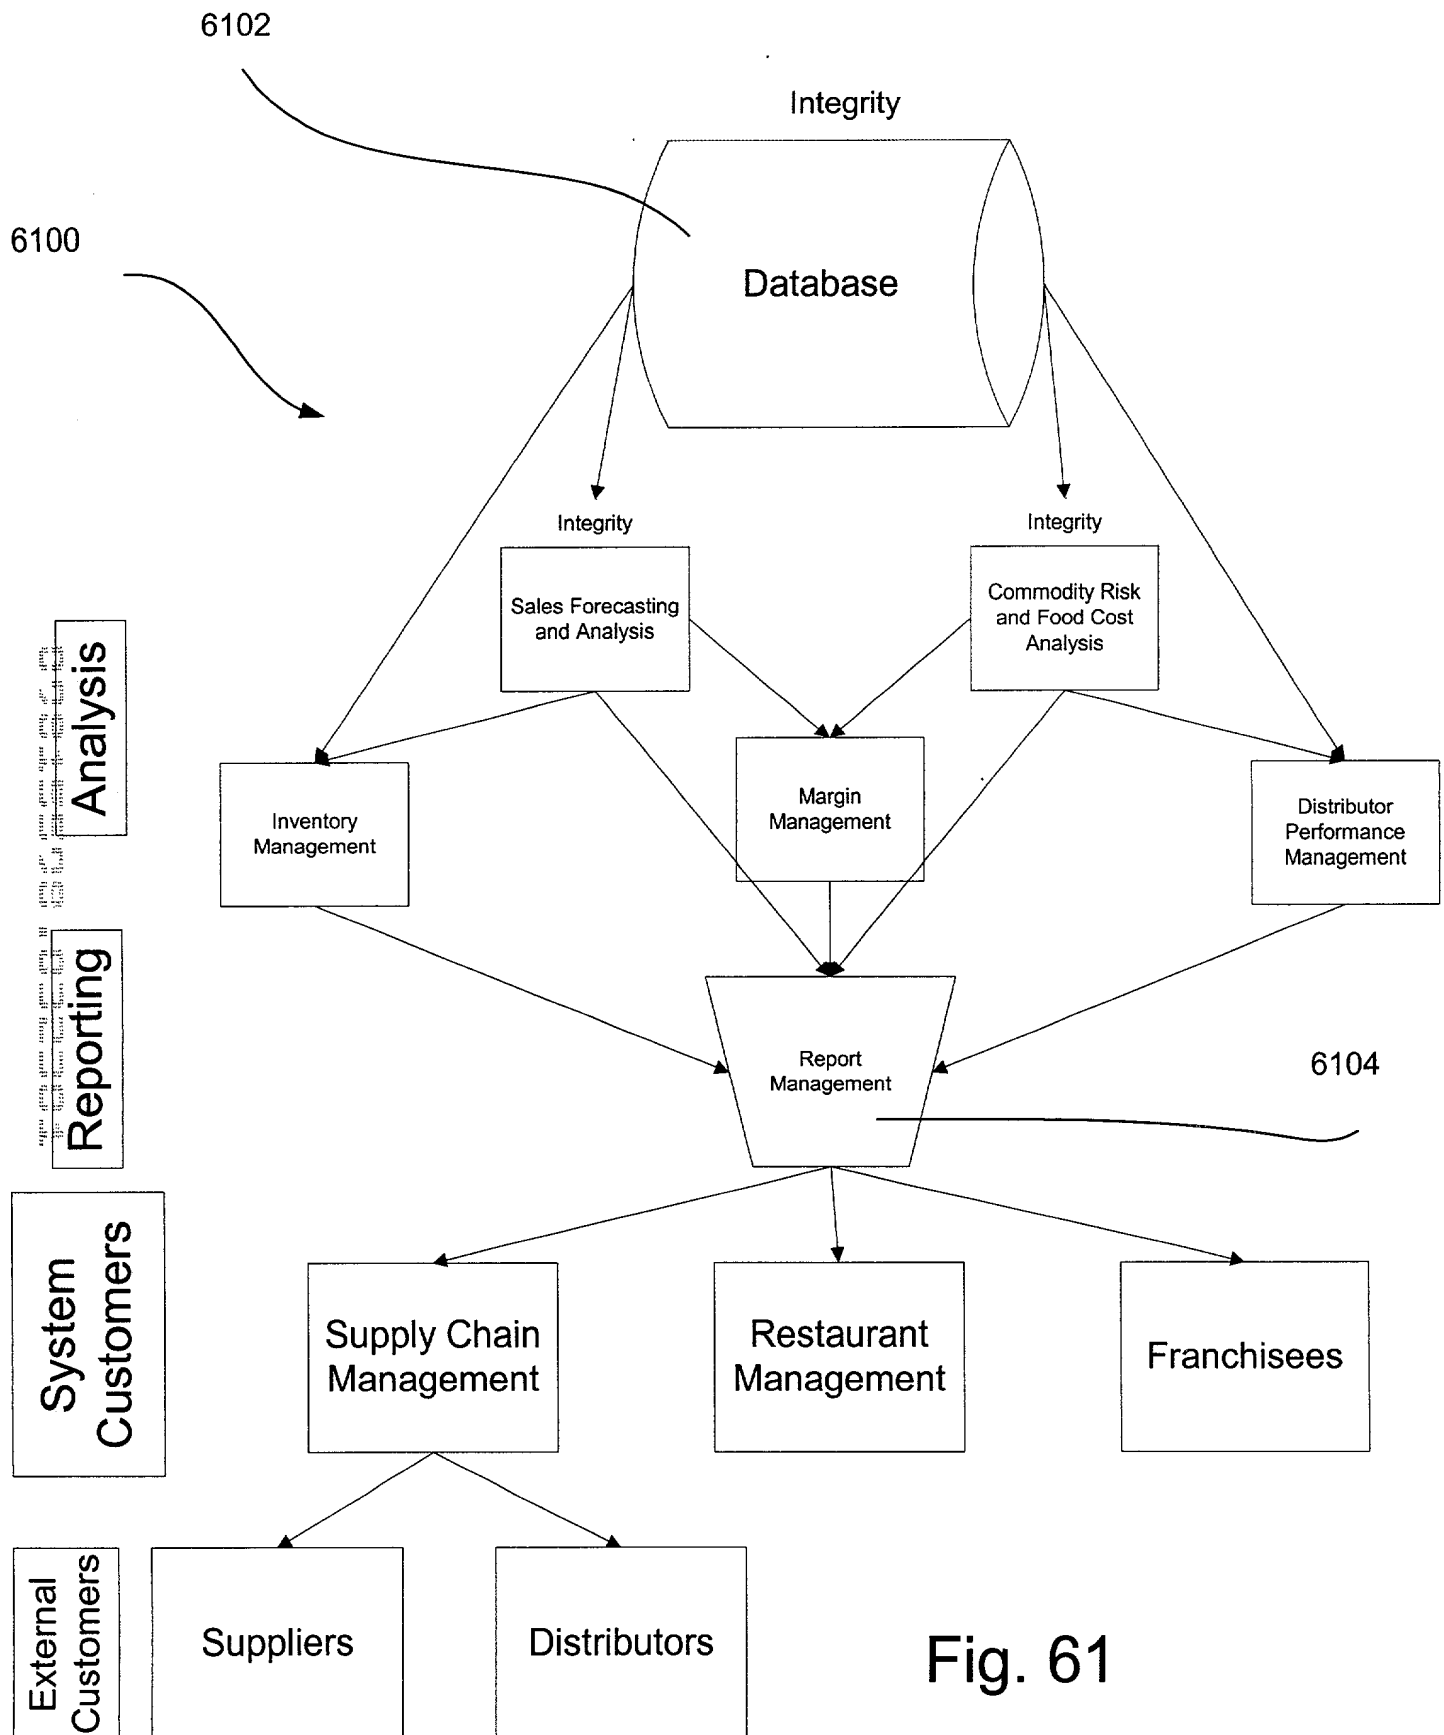 6102
Integrity
6100
Database
Integrity
Integrity
Sales Forecasting
and Analysis
Commodity Risk
and Food Cost
Analysis
Analysis
Inventory
Management
Margin
Management
Distributor
Performance
Management
Reporting
Report
Management
6104
System
Customers
Supply Chain
Management
Restaurant
Management
Franchisees
External
Customers
Suppliers
Distributors
Fig. 61